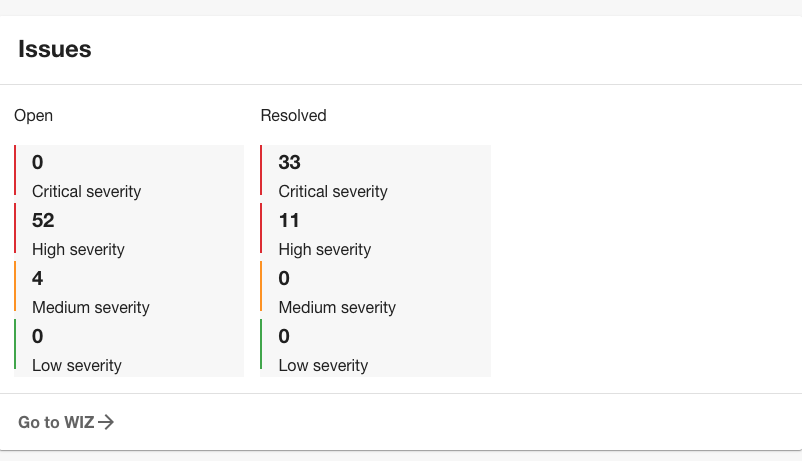 Issues
Open
0
Critical severity
52
High severity
4
Medium severity
0
Low severity
Resolved
33
Critical severity
11
High severity
0
Medium severity
0
Low severity
Go to WIZ